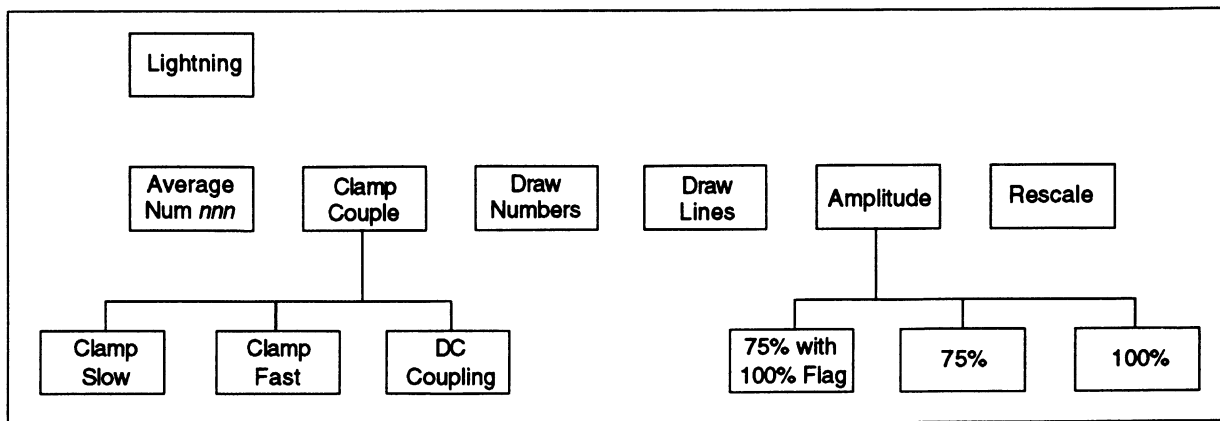 Lightning
Average
Num nnn
Clamp
Couple
Draw
Numbers
Draw
Lines
Amplitude
Rescale
Clamp
Slow
Clamp
Fast
DC
Coupling
75% with
100% Flag
75%
100%